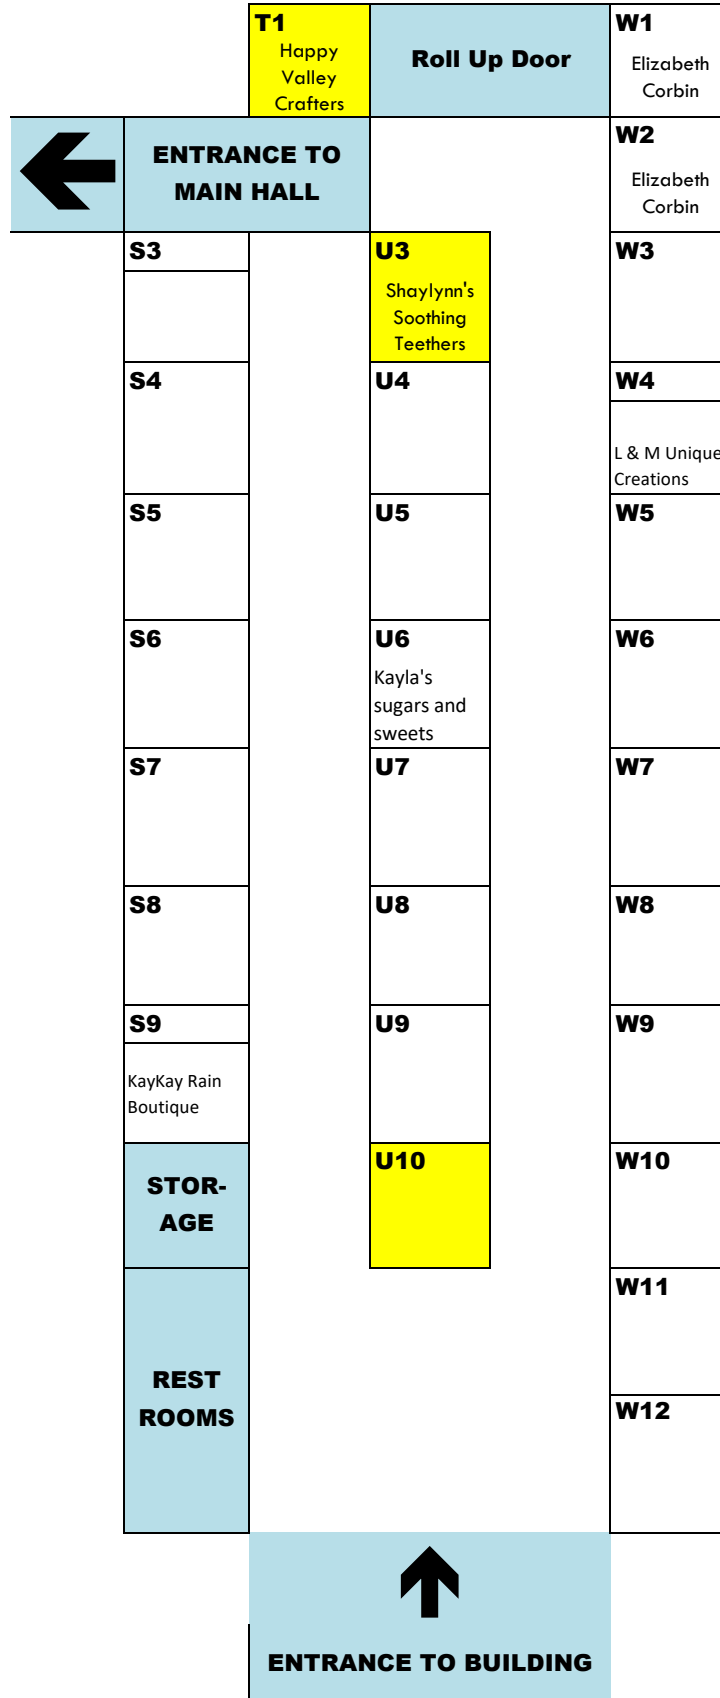 T1
Happy
Valley
Crafters
Roll Up Door
W1
Elizabeth
Corbin
ENTRANCE TO
MAIN HALL
W2
Elizabeth
Corbin
S3
U3
Shaylynn's
Soothing
Teethers
W3
S4
U4
W4
L & M Unique
Creations
S5
U5
W5
S6
U6
Kayla's
sugars and
sweets
W6
S7
U7
W7
S8
U8
W8
S9
KayKay Rain
Boutique
U9
W9
STOR-
AGE
U10
W10
REST
ROOMS
W11
W12
ENTRANCE TO BUILDING